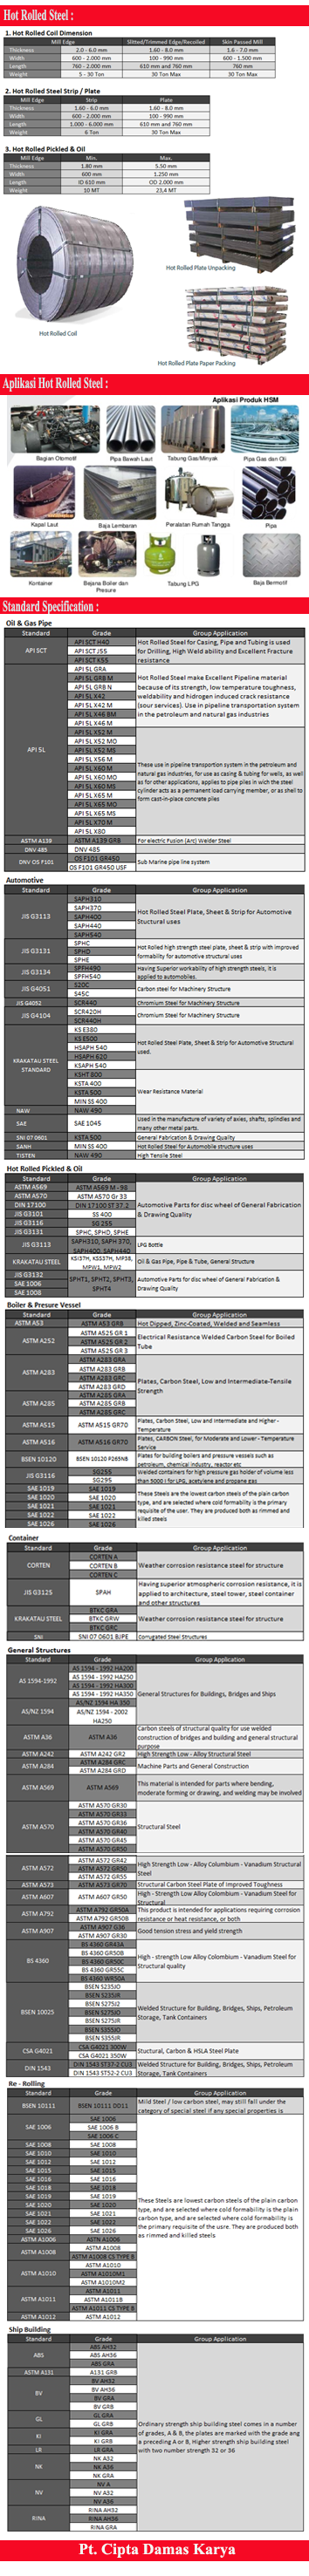 Hot Rolled Steel :
1. Hot Rolled Coil Dimension
Mill Edge Slitted/Trimmed Edge/Recoiled Skin Passed Mill
Thickness 2.0 - 6.0 mm 1.60 - 8.0 mm 1.6 - 7.0 mm
Width 600 - 2.000 mm 100 - 990 mm 600 - 1.500 mm
Length 760 - 2.000 mm 610 mm and 760 mm 760 mm
Weight 5 - 30 Ton 30 Ton Max 30 Ton Max
2. Hot Rolled Steel Strip / Plate
Mill Edge Strip Plate
Thickness 1.60 - 6.0 mm 1.60 - 8.0 mm
Width 600 - 2.000 mm 100 - 990 mm
Length 1.000 - 6.000 mm 610 mm and 760 mm
Weight 6 Ton 30 Ton Max
3. Hot Rolled Pickled & Oil
Mill Edge Min. Max.
Thickness 1.80 mm 5.50 mm
Width 600 mm 1.250 mm
Length ID 610 mm OD 2.000 mm
Weight 10 MT 23,4 MT
Hot Rolled Plate Unpacking
Hot Rolled Coil
Hot Rolled Plate Paper Packing
Aplikasi Hot Rolled Steel :
Aplikasi Produk HSM
Bagian Otomotif Pipa Bawah Laut Tabung Gas/Minyak Pipa Gas dan Oli
Kapal Laut Baja Lembaran Peralatan Rumah Tangga Pipa
Kontainer Bejana Boiler dan Tabung LPG Baja Bermotif
Presure
Standard Specification :
Oil & Gas Pipe
Standard Grade Group Application
API 5CT
API 5CT H40
API 5CT J55
API 5CT K55
Hot Rolled Steel for Casing, Pipe and Tubing is used
for Drilling, High Weld ability and Excellent Fracture
resistance
API 5L
API 5L GRA
API 5L GRB M
API 5L GRB N
API 5L X42
API 5L X42 M
API 5L X46 BM
API 5L X46 M
API 5L X52 M
API 5L X52 MO
API 5L X52 MS
API 5L X56 M
API 5L X60 M
API 5L X60 MO
API 5L X60 MS
API 5L X65 M
API 5L X65 MO
API 5L X65 MS
API 5L X70 M
API 5L X80
Hot Rolled Steel make Excellent Pipeline material
because of its strength, low temperature toughness,
weldability and hidrogen induced crack resistance
(sour services). Use in pipeline transportation system
in the petroleum and natural gas industries
These use in pipeline transportation system in the petroleum and
natural gas industries, for use as casing & tubing for wells, as well
as for other applications, applies to pipe piles in wich the steel
cylinder acts as a permanent load carrying member, or as shell to
form cast-in-place concrete piles
ASTM A139 ASTM A139 GRB For electric Fusion (Arc) Welder Steel
DNV 485 DNV 485
DNV OS F101
OS F101 GR450
OS F101 GR450 USF
Sub Marine pipe line system
Automotive
Standard Grade Group Application
JIS G3113
SAPH310
SAPH370
SAPH400
SAPH440
SAPH540
Hot Rolled Steel Plate, Sheet & Strip for Automotive
Stuctural uses
JIS G3131
SPHC
SPHD
SPHE
Hot Rolled high strength steel plate, sheet & strip with improved
formability for automotive structural uses
JIS G3134
SPFH490
SPFH540
Having Superior workability of high strength steels, it is
applied to automobiles.
JIS G4051
S20C
S45C
Carbon steel for Machinery Structure
JIS G4052 SCR440 Chromium Steel for Machinery Structure
JIS G4104
SCR420H
SCR440H
Chromium Steel for Machinery Structure
KRAKATAU STEEL
STANDARD
KS E380
KS E500
HSAPH 540
HSAPH 620
KSAPH 540
KSHT 800
KSTA 400
KSTA 500
MIN SS 400
Hot Rolled Steel Plate, Sheet & Strip for Automotive Structural
used.
Wear Resistance Material
NAW NAW 490
SAE SAE 1045
Used in the manufacture of variety of axles, shafts, spindles and
many other metal parts.
SNI 07 0601 KSTA 500 General Fabrication & Drawing Quality
SANH MIN SS 400 Hot Rolled Steel for Automobile structure uses
TISTEN NAW 490 High Tensile Steel
Hot Rolled Pickled & Oil
Standard Grade Group Application
ASTM A569 ASTM A569 M - 98
ASTM A570 ASTM A570 Gr 33
DIN 17100 DIN 17100 ST 37.2
JIS G3101 SS 400
JIS G3116 SG 255
JIS G3131 SPHC, SPHD, SPHE
Automotive Parts for disc wheel of General Fabrication
& Drawing Quality
JIS G3113
SAPH310, SAPH 370,
SAPH400, SAPH440
LPG Bottle
KRAKATAU STEEL
MPW1, MPW2
Oil & Gas Pipe, Pipe & Tube, General Structure
JIS G3132
SAE 1006
SAE 1008
SPHT1, SPHT2, SPHT3,
SPHT4
Automotive Parts for disc wheel of General Fabrication &
Drawing Quality
Boiler & Presure Vessel
Standard Grade Group Application
ASTM A53 ASTM A53 GRB Hot Dipped, Zinc-Coated, Welded and Seamless
ASTM A252
ASTM A525 GR 1
ASTM A525 GR 2
ASTM A525 GR 3
Electrical Resistance Welded Carbon Steel for Boiled
Tube
ASTM A283
ASTM A283 GRA
ASTM A283 GRB
ASTM A283 GRC
ASTM A283 GRD
ASTM A285
ASTM A285 GRA
ASTM A285 GRB
ASTM A285 GRC
Plates, Carbon Steel, Low and Intermediate-Tensile
Strength
ASTM A515 ASTM A515 GR70
Plates, Carbon Steel, Low and Intermediate and Higher -
Temperature
ASTM A516 ASTM A516 GR70
Plates, CARBON Steel, for Moderate and Lower - Temperature
Service
BSEN 10120 BSEN 10120 P265NB
Plates for building boilers and pressure vessels such as
petroleum, chemical industry, reactor etc
JIS G3116
SG255
SG295
Welded containers for high pressure gas holder of volume less
than 5000 l for LPG, acetylene and propane gas
SAE 1019 SAE 1019
SAE 1020 SAE 1020
SAE 1021 SAE 1021
SAE 1022 SAE 1022
SAE 1026 SAE 1026
These Steels are the lowest carbon steels of the plain carbon
type, and are selected where cold formability is the primary
requisite of the user. They are produced both as rimmed and
killed steels
Container
Standard Grade Group Application
CORTEN
CORTEN A
CORTEN B
CORTEN C
Weather corrosion resistance steel for structure
JIS G3125 SPAH
Having superior atmospheric corrosion resistance, it is
applied to architecture, steel tower, steel container
and other structures
KRAKATAU STEEL
BTKC GRA
BTKC GRW
BTKC GRC
Weather corrosion resistance steel for structure
SNI SNI 07 0601 BJPE Corrugated Steel Structures
General Structures
Standard Grade Group Application
AS 1594-1992
AS 1594 - 1992 HA200
AS 1594 - 1992 HA250
AS 1594 - 1992 HA300
AS 1594 - 1992 HA350
AS/NZ 1594
AS/NZ 1594 HA 350
AS/NZ 1594 - 2002
HA250
General Structures for Buildings, Bridges and Ships
ASTM A36 ASTM A36
Carbon steels of structural quality for use welded
construction of bridges and building and general structural
purpose
ASTM A242 ASTM A242 GR2 High Strength Low - Alloy Structural Steel
ASTM A284
ASTM A284 GRC
ASTM A284 GRD
Machine Parts and General Construction
ASTM A569 ASTM A569
This material is intended for parts where bending,
moderate forming or drawing, and welding may be involved
ASTM A570
ASTM A570 GR30
ASTM A570 GR33
ASTM A570 GR36
ASTM A570 GR40
ASTM A570 GR45
ASTM A570 GR50
Structural Steel
ASTM A572
ASTM A572 GR42
ASTM A572 GR50
ASTM A572 GR55
High Strength Low - Alloy Columbium - Vanadium Structural
Steel
ASTM A573 ASTM A573 GR70 Structural Carbon Steel Plate of Improved Toughness
ASTM A607 ASTM A607 GR50
High - Strength Low Alloy Columbium - Vanadium Steel for
Structural
ASTM A792
ASTM A792 GR50A
ASTM A792 GR50B
This product is intended for applications requiring corrosion
resistance or heat resistance, or both
ASTM A907
ASTM A907 G36
ASTM A907 GR30
Good tension stress and yield strength
BS 4360
BS 4360 GR43A
BS 4360 GR50B
BS 4360 GR50C
BS 4360 GR55C
BS 4360 WR50A
High - strength Low Alloy Colombium - Vanadium Steel for
Structural quality
BSEN 10025
BSEN S235JO
BSEN S235JR
BSEN S275J2
BSEN S275JO
BSEN S275JR
BSEN S355JO
BSEN S355JR
Welded Structure for Building, Bridges, Ships, Petroleum
Storage, Tank Containers
CSA G4021
CSA G4021 300W
CSA G4021 350W
Stuctural, Carbon & HSLA Steel Plate
DIN 1543
DIN 1543 ST37-2 CU3
DIN 1543 ST52-2 CU3
Welded Structure for Building, Bridges, Ships, Petroleum
Storage, Tank Containers
Re - Rolling
Standard Grade Group Application
BSEN 10111 BSEN 10111 DD11
Mild Steel / low carbon steel, may still fall under the
category of special steel if any special properties is
SAE 1006
SAE 1006
SAE 1006 B
SAE 1006 C
SAE 1008 SAE 1008
SAE 1010 SAE 1010
SAE 1012 SAE 1012
SAE 1015 SAE 1015
SAE 1016 SAE 1016
SAE 1018 SAE 1018
SAE 1019 SAE 1019
SAE 1020 SAE 1020
SAE 1021 SAE 1021
SAE 1022 SAE 1022
SAE 1026 SAE 1026
ASTM A1006 ASTN A1006
ASTM A1008
ASTM A1008
ASTM A1008 CS TYPE B
ASTM A1010
ASTM A1010
ASTM A1010M1
ASTM A1010M2
ASTM A1011
ASTM A1011
ASTM A1011B
ASTM A1011 CS TYPE B
ASTM A1012 ASTM A1012
These Steels are lowest carbon steels of the plain carbon
type, and are selected where cold formability is the plain
carbon type, and are selected where cold formability is
the primary requisite of the user. They are produced both
as rimmed and killed steels
Ship Building
Standard Grade Group Application
ABS
ABS AH32
ABS AH36
ABS GRA
ASTM A131 A131 GRB
BV
BV AH32
BV AH36
BV GRA
BV GRB
GL
GL GRA
GL GRB
KI
KI GRA
KI GRB
LR LR GRA
NK
NK A32
NK A36
NK GRA
NV
NV A
NV A32
NV A36
RINA
RINA AH32
RINA AH36
RINA GRA
Ordinary strength ship building steel comes in a number
of grades, A & B, the plates are marked with the grade ang
a preceding A or B, Higher strength ship building steel
with two number strength 32 or 36
Pt. Cipta Damas Karya